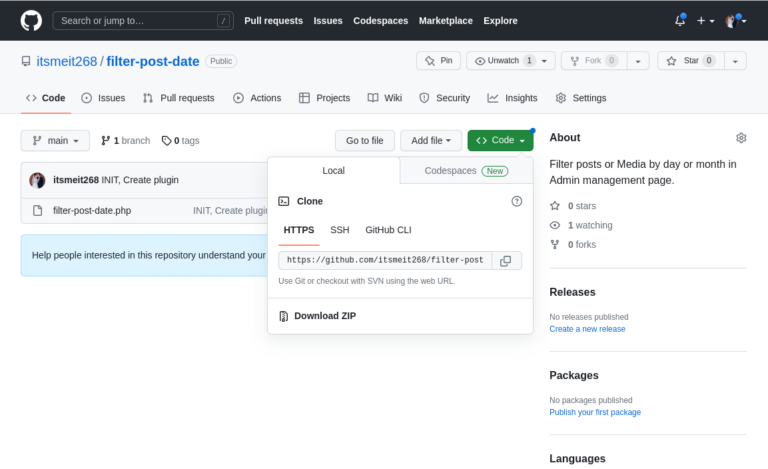 Search or jump to… /
Pull requests Issues Codespaces Marketplace Explore
itsmeit268 / filter-post-date Public
Pin Unwatch 1 Fork 0 Star 0
Code Issues Pull requests Actions Projects Wiki Security Insights Settings
main 1 branch 0 tags Go to file Add file Code
itsmeit268 INIT, Create plugin
filter-post-date.php INIT, Create
Help people interested in this repository understand your
Local Codespaces New
Clone
HTTPS SSH GitHub CLI
https://github.com/itsmeit268/filter-post
Use Git or checkout with SVN using the web URL.
Download ZIP
About
Filter posts or Media by day or month in
Admin management page.
0 stars
1 watching
0 forks
Releases
No releases published
Create a new release
Packages
No packages published
Publish your first package
Languages